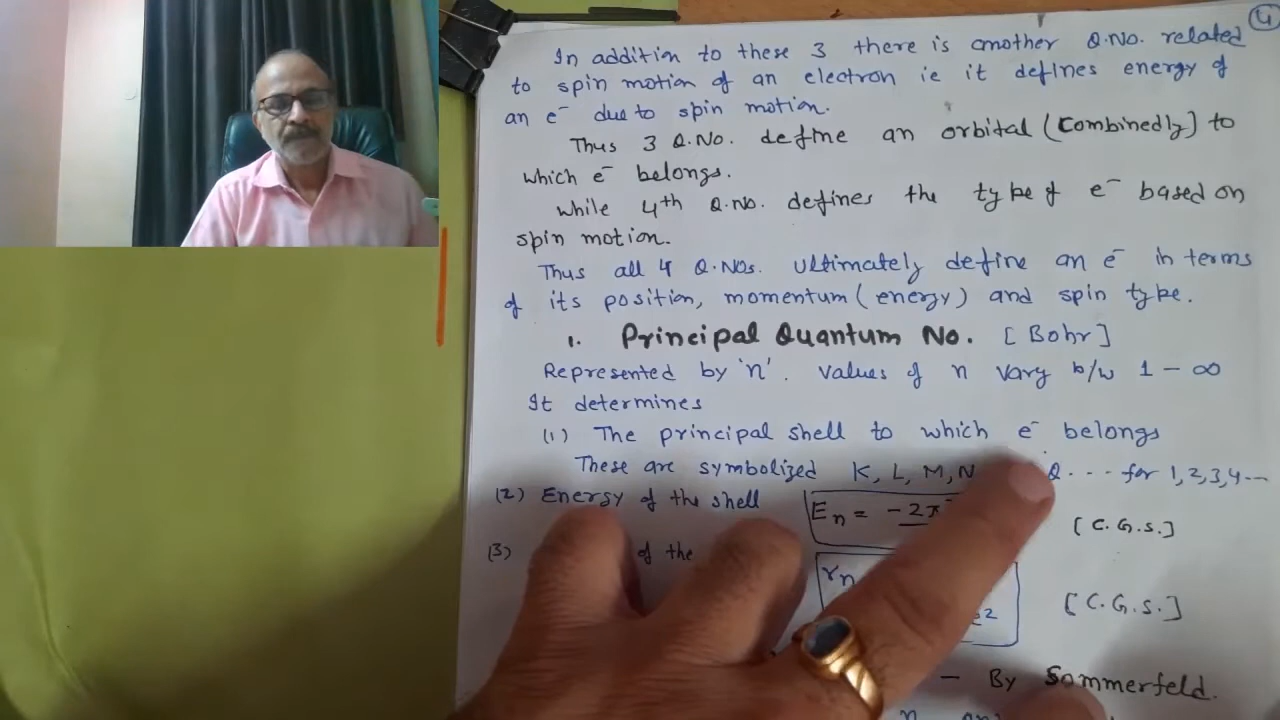 4
In addition to these 3 there is another Q.No. related
to spin motion of an electron ie it defines energy of
an e⁻ due to spin motion.
Thus 3 Q.No. define an orbital (Combinedly) to
which e⁻ belongs.
while 4th Q.no. defines the type of e⁻ based on
spin motion.
Thus all 4 Q.NOs. ultimately define an e⁻ in terms
of its position, momentum (energy) and spin type.
1. Principal Quantum No. [Bohr]
Represented by 'n'. Values of n vary b/w 1 – ∞
It determines
(1) The principal shell to which e⁻ belongs
These are symbolized K, L, M, N Q ... for 1,2,3,4...
(2) Energy of the shell Eₙ = -2π [C.G.S.]
(3) of the rₙ e² [C.G.S.]
– By Sommerfeld.
n